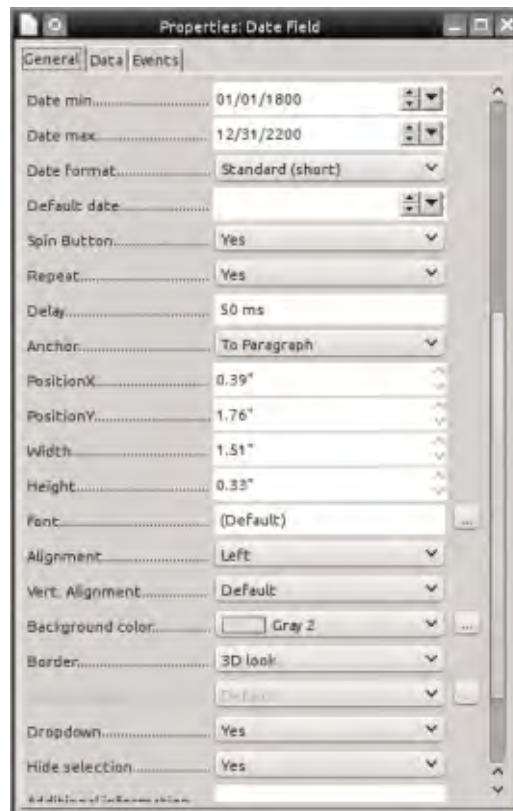 Properties: Date Field
General Data Events
Date min 01/01/1800
Date max 12/31/2200
Date format Standard (short)
Default date
Spin Button Yes
Repeat Yes
Delay 50 ms
Anchor To Paragraph
PositionX 0.39"
PositionY 1.76"
Width 1.51"
Height 0.33"
Font (Default) ...
Alignment Left
Vert. Alignment Default
Background color Gray 2 ...
Border 3D look
Default ...
Dropdown Yes
Hide selection Yes
Additional information